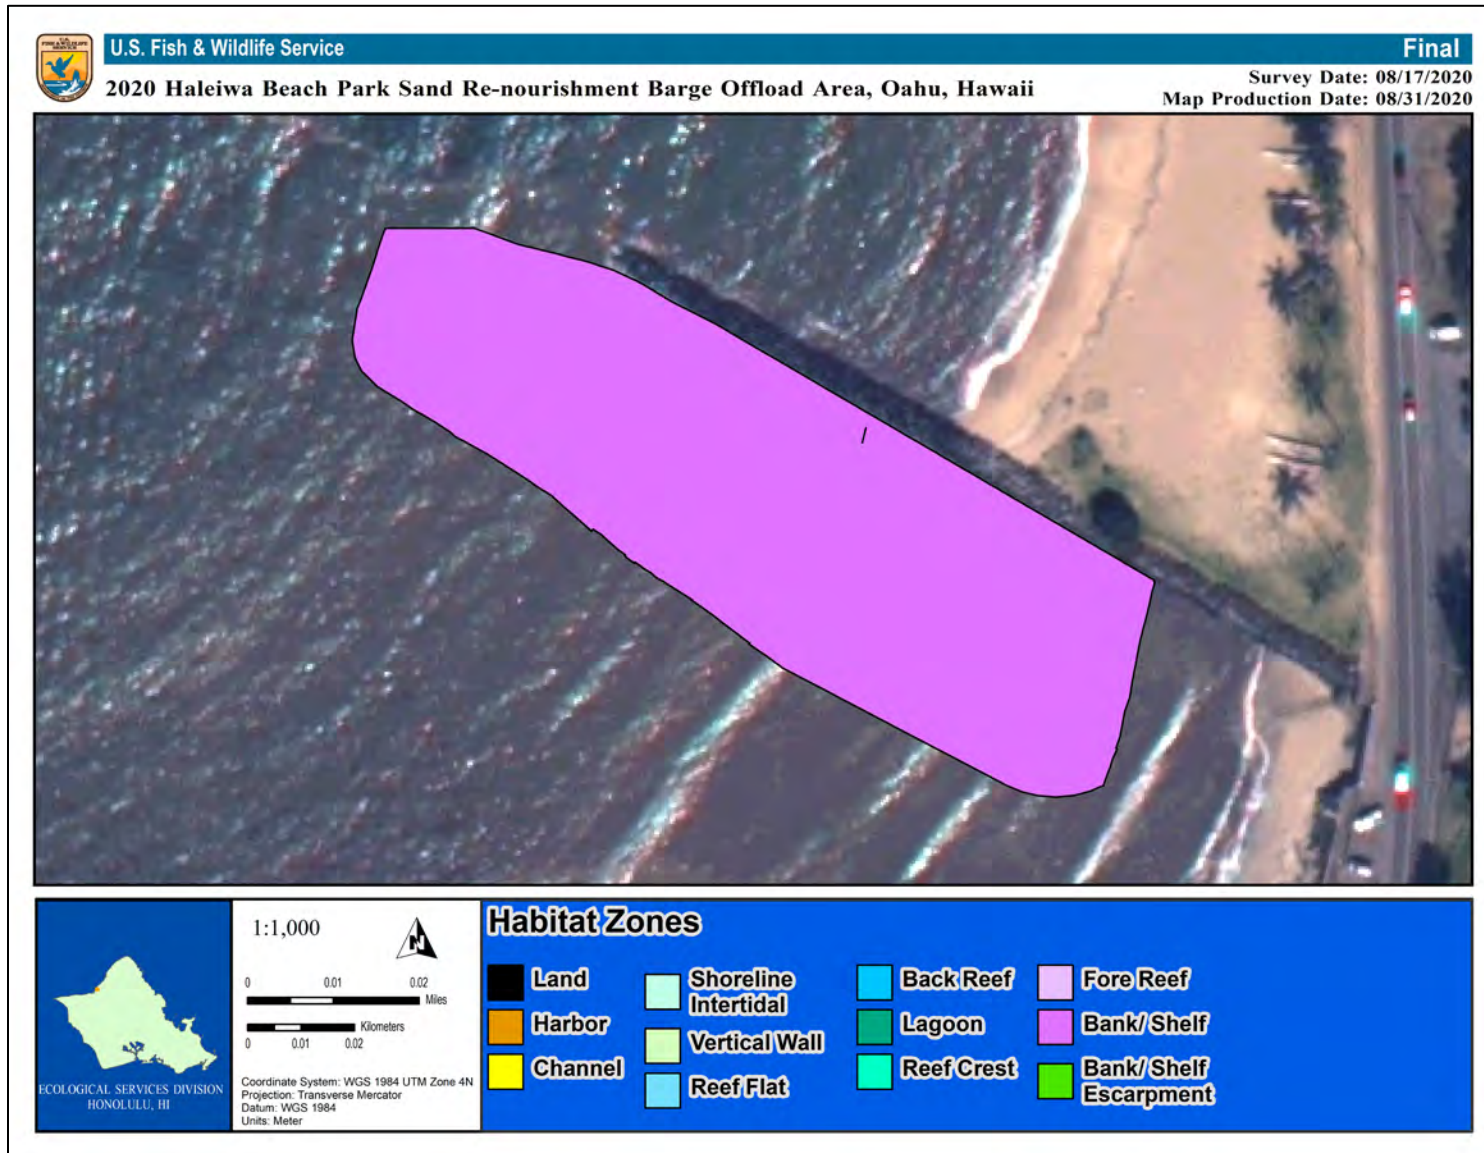 U.S.
FISH & WILDLIFE
SERVICE
U.S. Fish & Wildlife Service
Final
2020 Haleiwa Beach Park Sand Re-nourishment Barge Offload Area, Oahu, Hawaii
Survey Date: 08/17/2020
Map Production Date: 08/31/2020
ECOLOGICAL SERVICES DIVISION
HONOLULU, HI
1:1,000
N
0 0.01 0.02
Miles
Kilometers
0 0.01 0.02
Coordinate System: WGS 1984 UTM Zone 4N
Projection: Transverse Mercator
Datum: WGS 1984
Units: Meter
Habitat Zones
Land
Harbor
Channel
Shoreline
Intertidal
Vertical Wall
Reef Flat
Back Reef
Lagoon
Reef Crest
Fore Reef
Bank/ Shelf
Bank/ Shelf
Escarpment